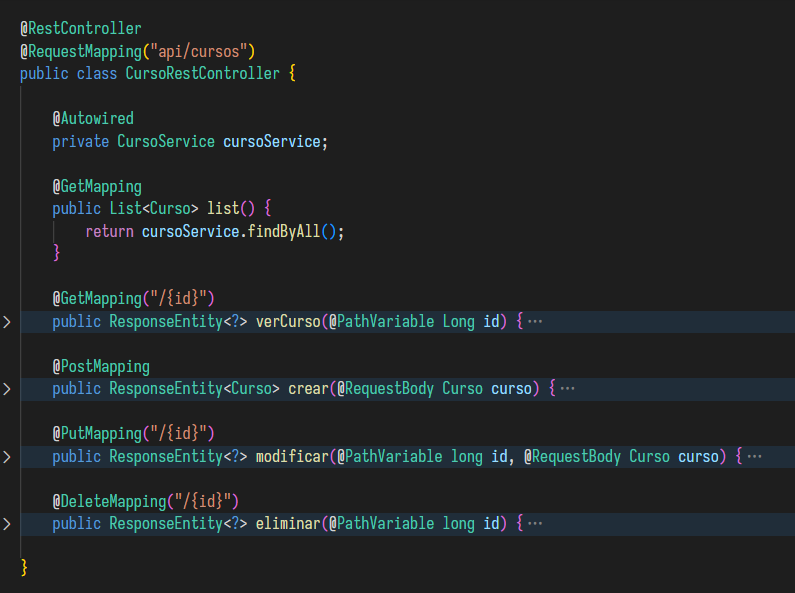 @RestController
@RequestMapping("api/cursos")
public class CursoRestController {
@Autowired
private CursoService cursoService;
@GetMapping
public List<Curso> list() {
return cursoService.findByAll();
}
@GetMapping("/{id}")
public ResponseEntity<?> verCurso(@PathVariable Long id) {···
@PostMapping
public ResponseEntity<Curso> crear(@RequestBody Curso curso) {···
@PutMapping("/{id}")
public ResponseEntity<?> modificar(@PathVariable long id, @RequestBody Curso curso) {···
@DeleteMapping("/{id}")
public ResponseEntity<?> eliminar(@PathVariable long id) {···
}